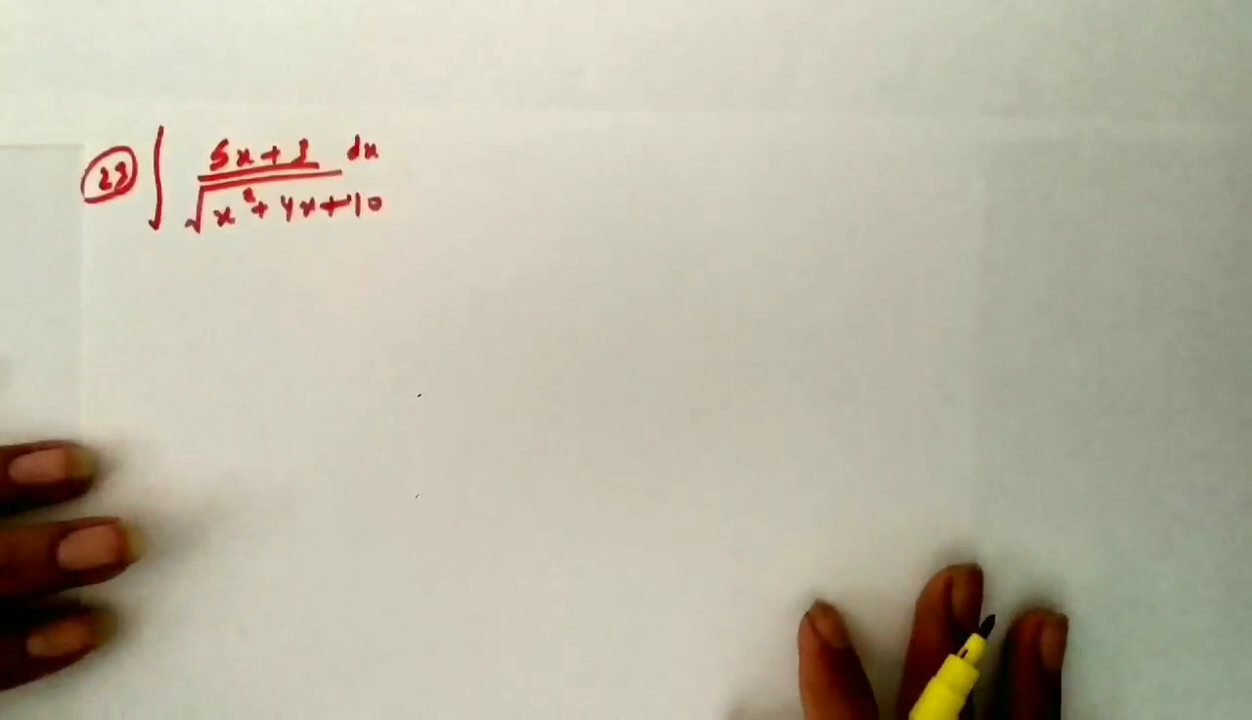 23 ∫ 5x+3 dx
√x²+4x+10